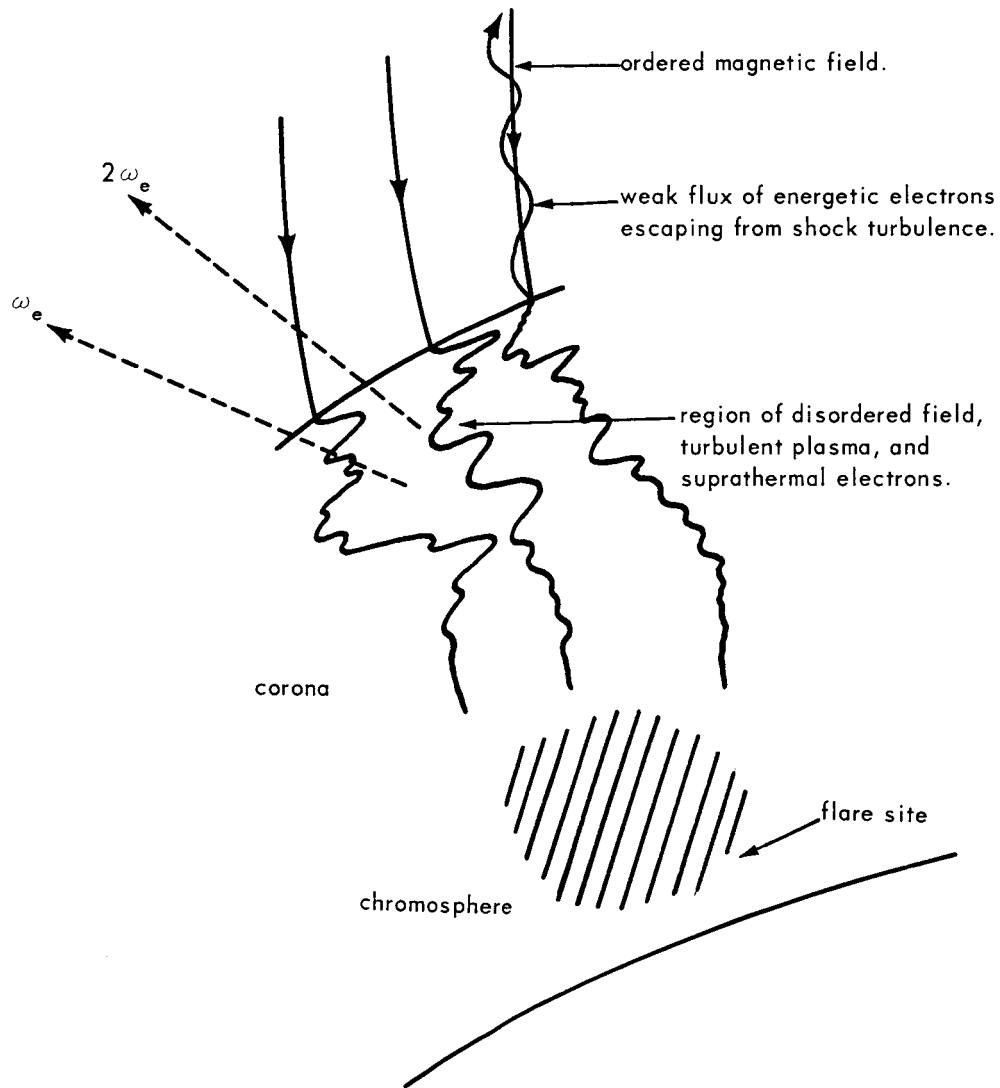 ordered magnetic field.
2ωe
weak flux of energetic electrons
escaping from shock turbulence.
ωe
region of disordered field,
turbulent plasma, and
suprathermal electrons.
corona
flare site
chromosphere